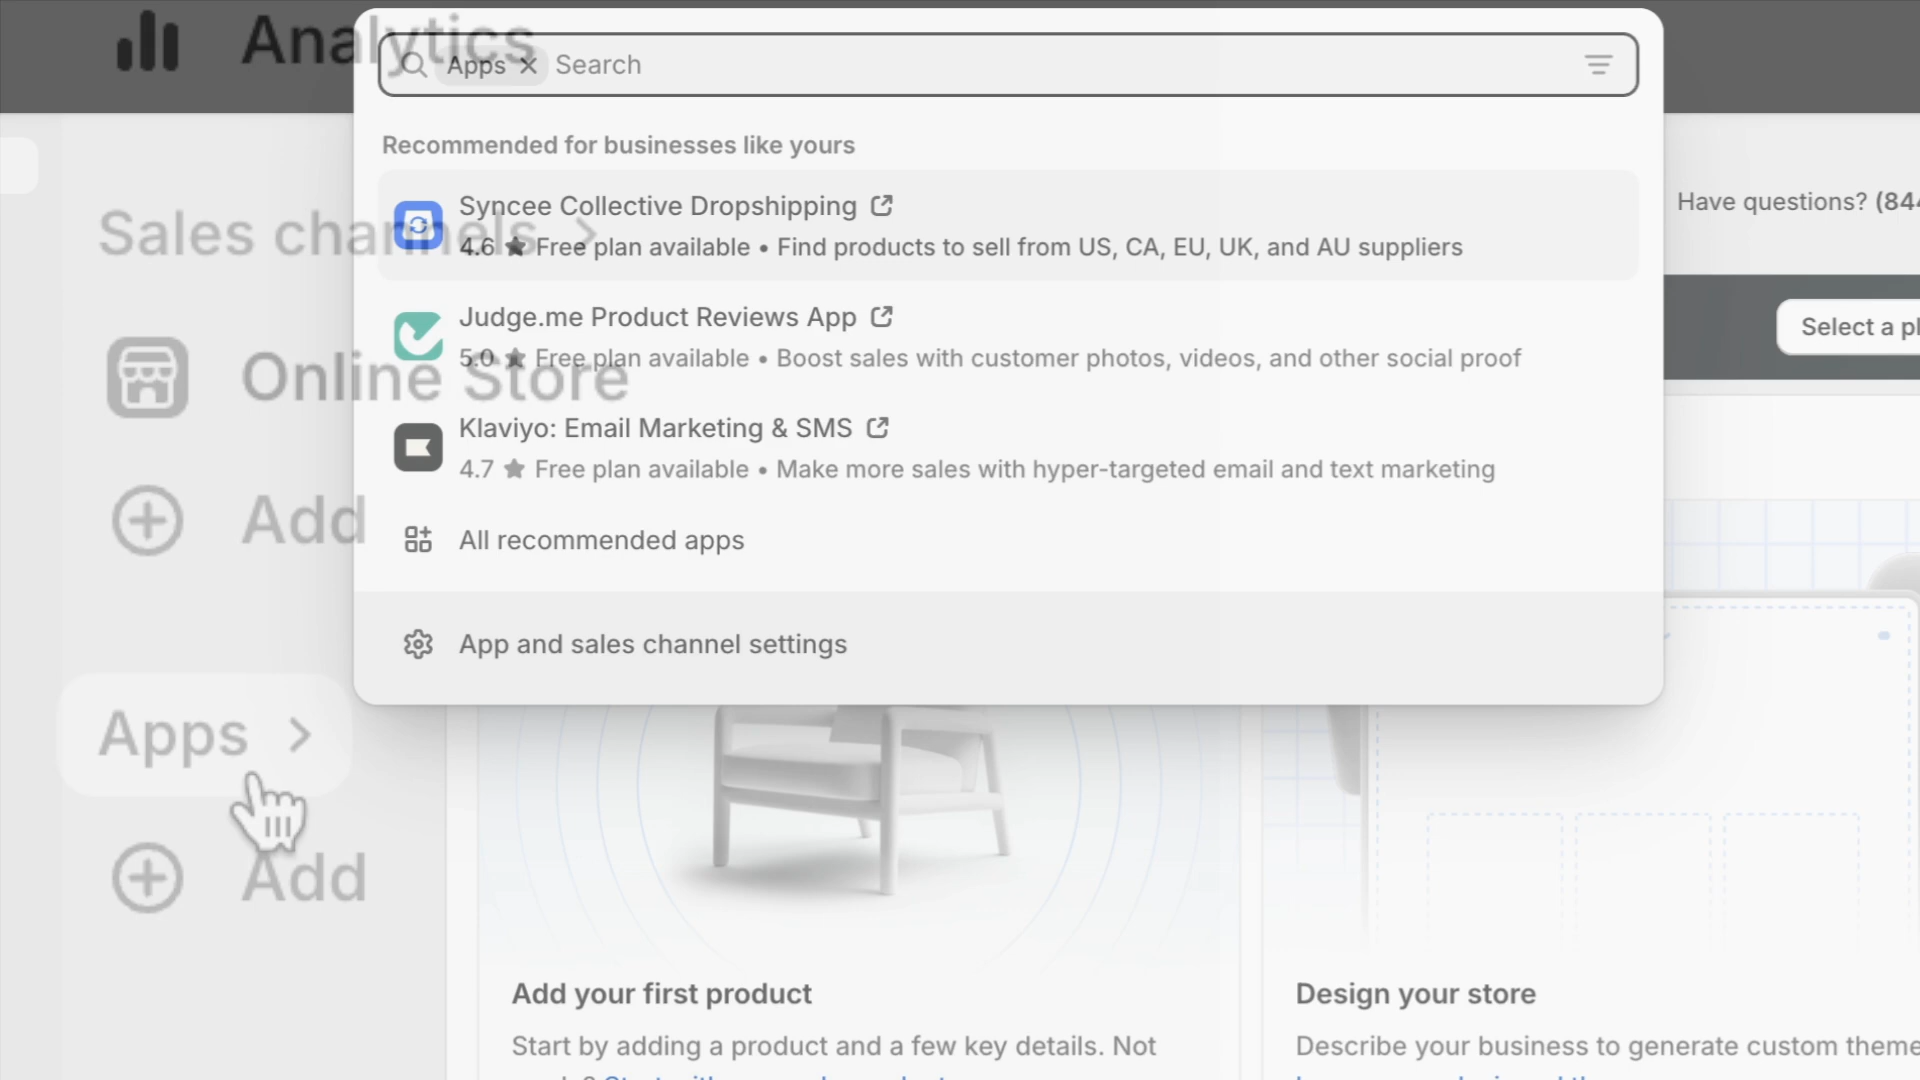 Analytics
Apps
Search
Recommended for businesses like yours
Syncee Collective Dropshipping
4.6 ★ Free plan available • Find products to sell from US, CA, EU, UK, and AU suppliers
Judge.me Product Reviews App
5.0 ★ Free plan available • Boost sales with customer photos, videos, and other social proof
Klaviyo: Email Marketing & SMS
4.7 ★ Free plan available • Make more sales with hyper-targeted email and text marketing
All recommended apps
App and sales channel settings
Sales channels
Online Store
Add
Apps
Add
Have questions? (844
Select a pl
Add your first product
Start by adding a product and a few key details. Not
Design your store
Describe your business to generate custom theme